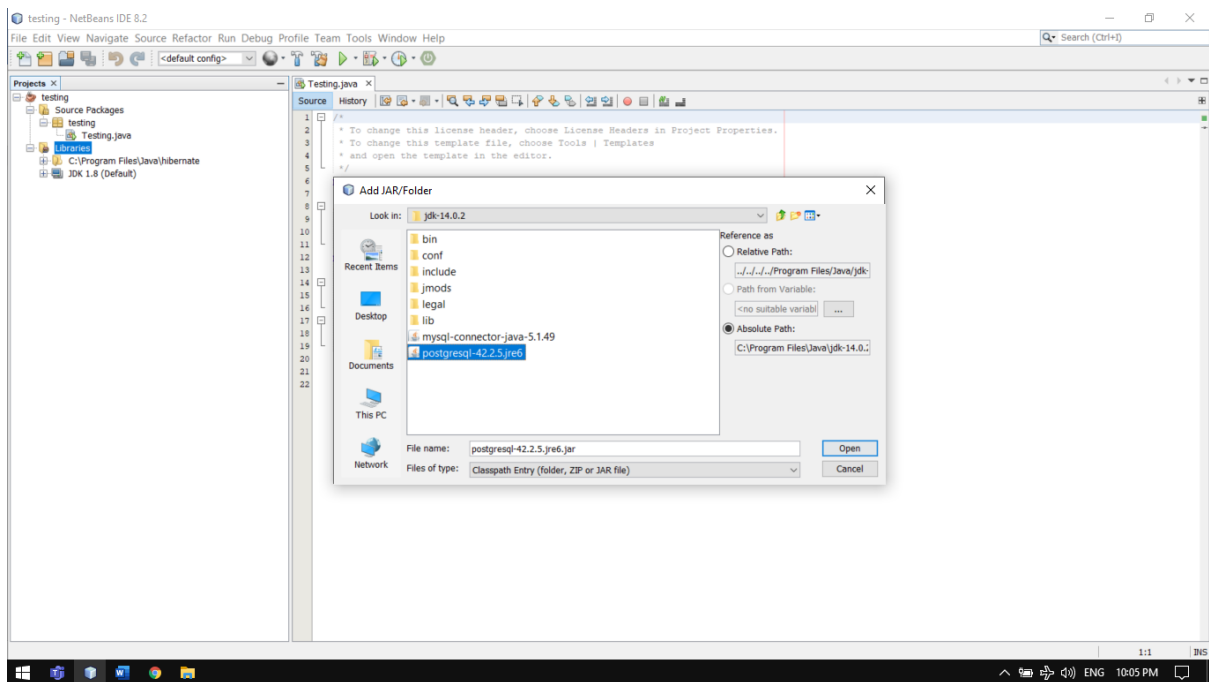 testing - NetBeans IDE 8.2
File Edit View Navigate Source Refactor Run Debug Profile Team Tools Window Help
Search (Ctrl+I)
<default config>
Projects
Testing.java
testing
Source Packages
testing
Testing.java
Libraries
C:\Program Files\Java\hibernate
JDK 1.8 (Default)
Source History
1 /*
2 * To change this license header, choose License Headers in Project Properties.
3 * To change this template file, choose Tools | Templates
4 * and open the template in the editor.
5 */
6
7
8
9
10
11
12
13
14
15
16
17
18
19
20
21
22
Add JAR/Folder
Look in: jdk-14.0.2
Recent Items
Desktop
Documents
This PC
Network
bin
conf
include
jmods
legal
lib
mysql-connector-java-5.1.49
postgresql-42.2.5.jre6
Reference as
Relative Path:
../../../../Program Files/Java/jdk-
Path from Variable:
<no suitable variabl ...
Absolute Path:
C:\Program Files\Java\jdk-14.0.2
File name: postgresql-42.2.5.jre6.jar
Open
Files of type: Classpath Entry (folder, ZIP or JAR file)
Cancel
1:1 INS
W
ENG 10:05 PM